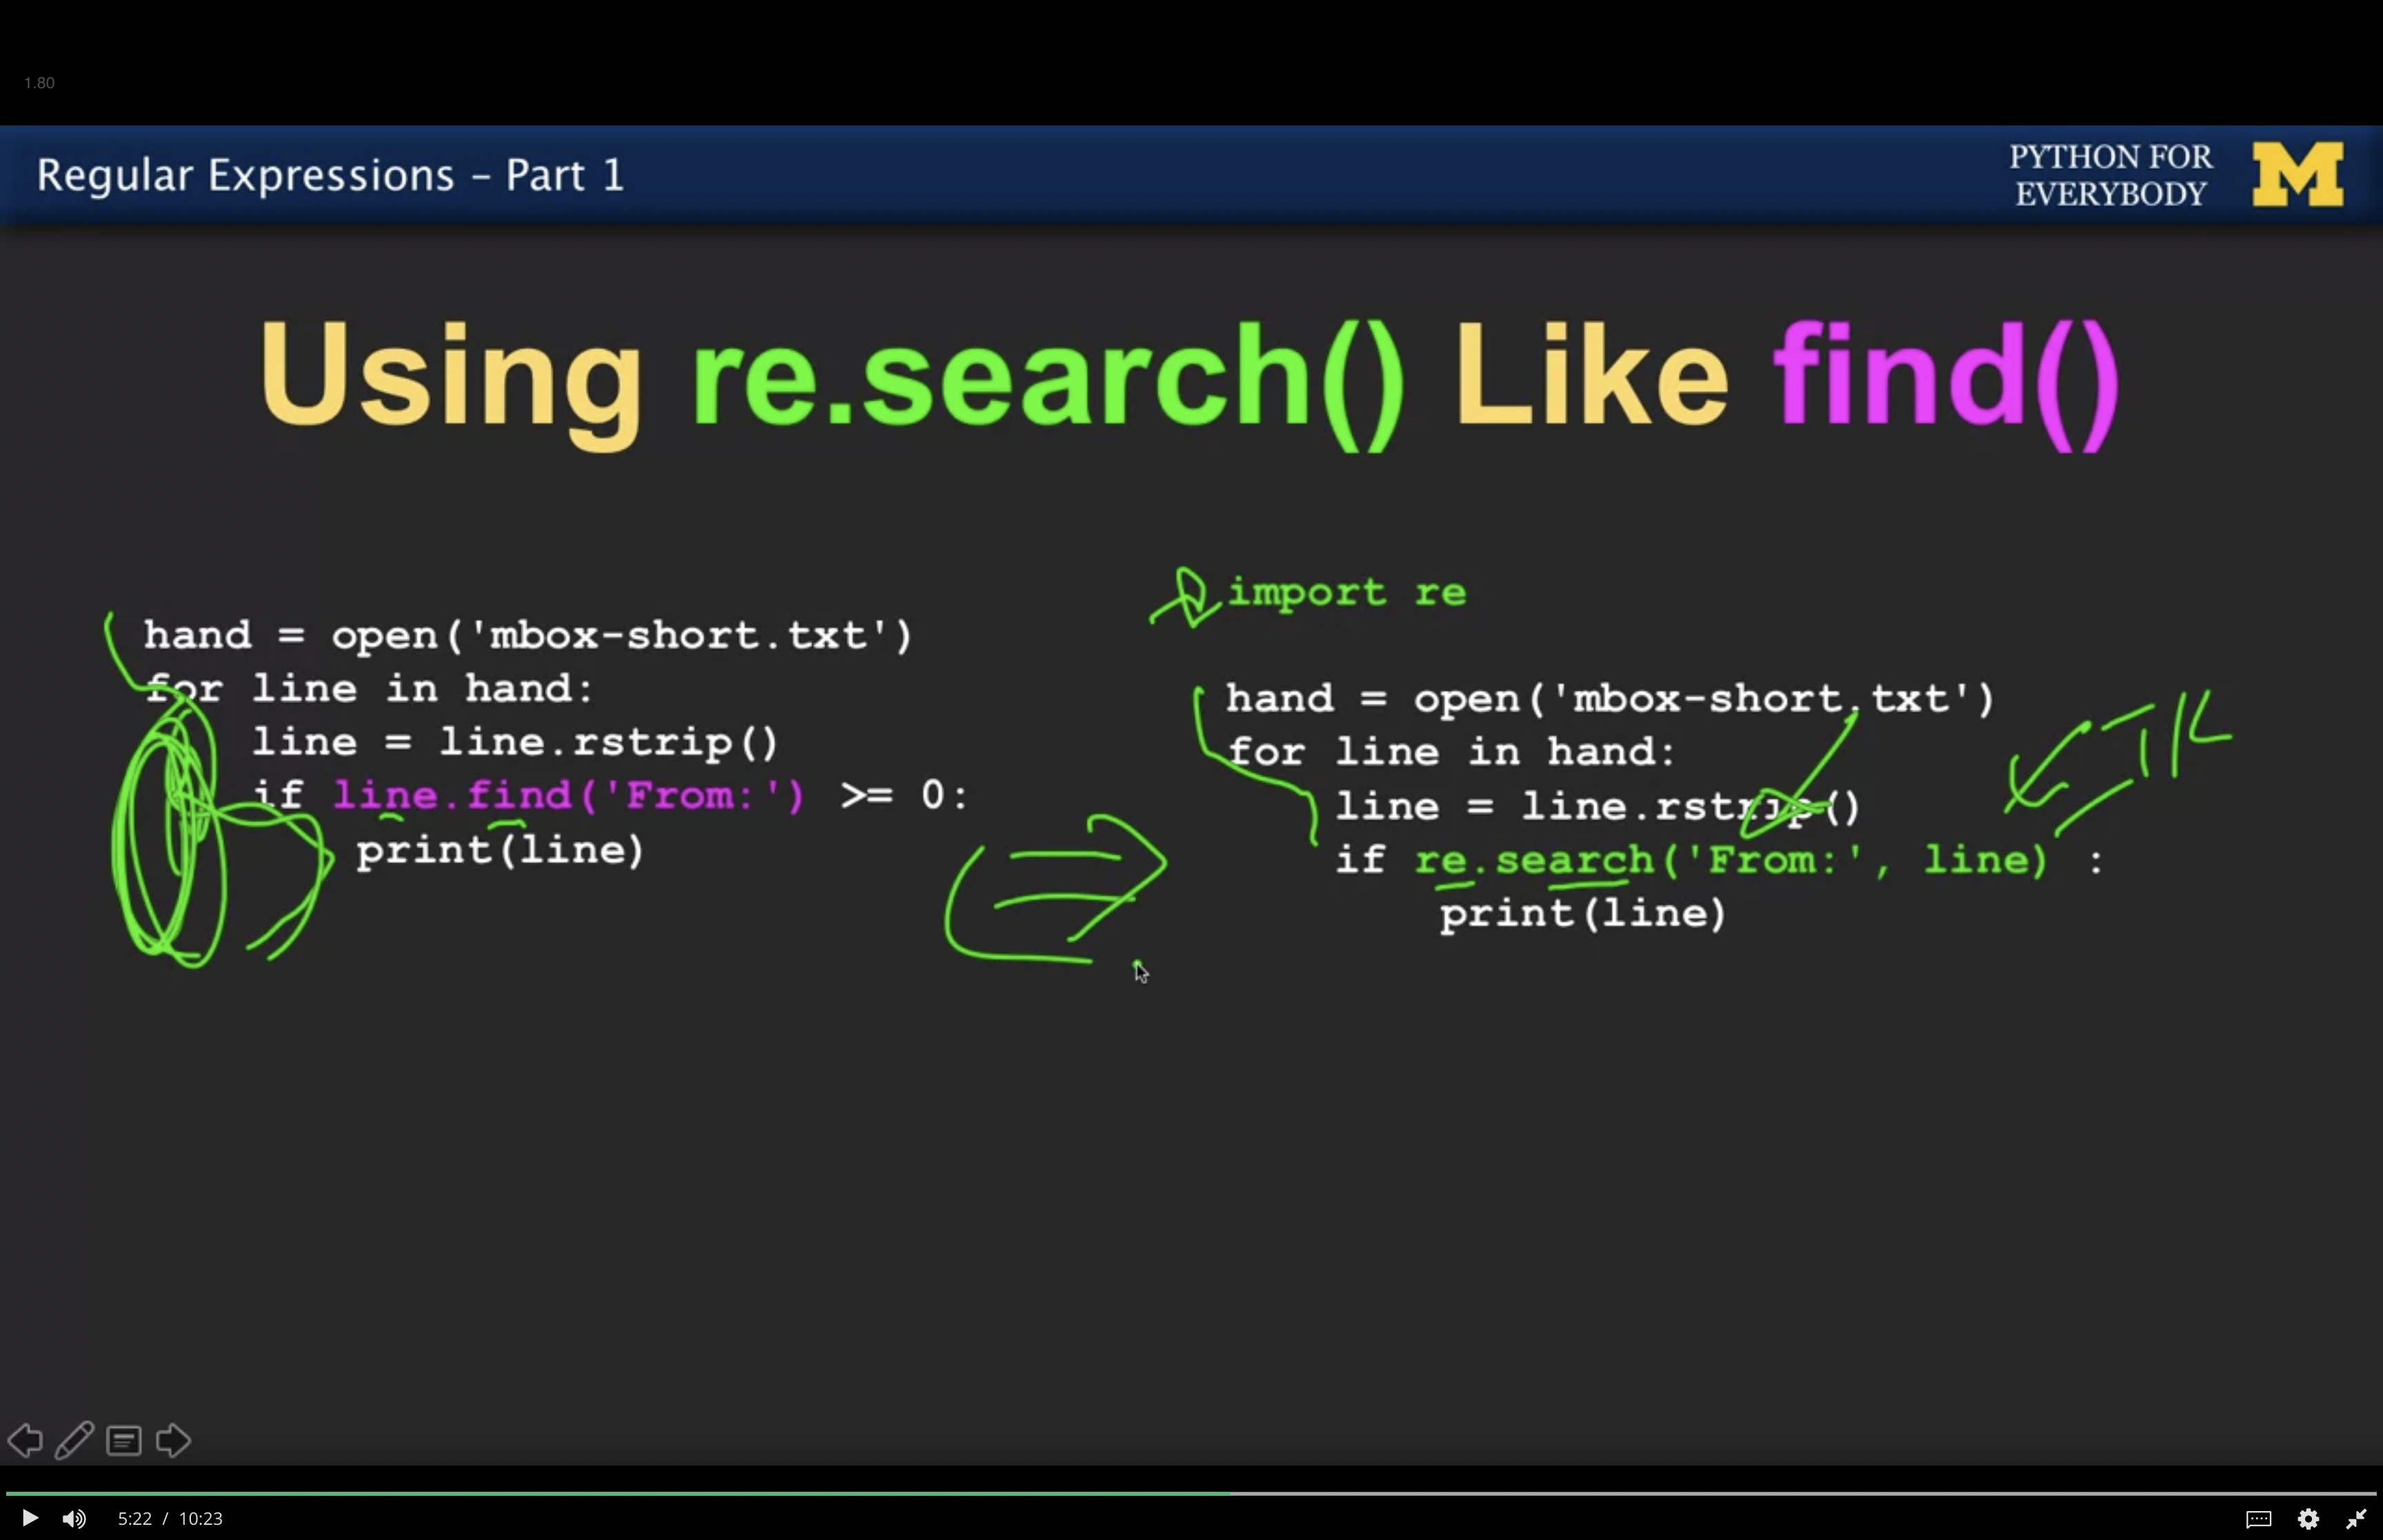 1.80
Regular Expressions – Part 1
PYTHON FOR
EVERYBODY
M
Using re.search() Like find()
hand = open('mbox-short.txt')
for line in hand:
line = line.rstrip()
if line.find('From:') >= 0:
print(line)
import re
hand = open('mbox-short.txt')
for line in hand:
line = line.rstrip()
if re.search('From:', line) :
print(line)
5:22 / 10:23